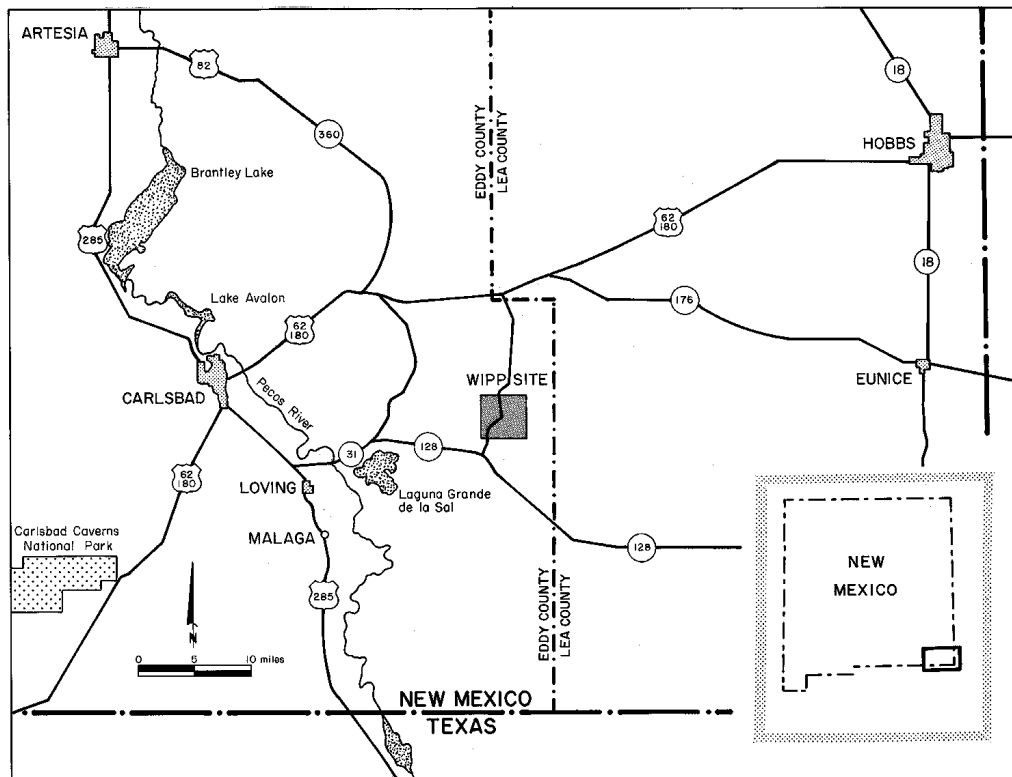 ARTESIA
82
18
360
HOBBS
EDDY COUNTY
LEA COUNTY
Brantley Lake
62
180
285
18
Lake Avalon
176
62
180
WIPP SITE
EUNICE
CARLSBAD
Pecos River
31
128
62
180
LOVING
Laguna Grande
de la Sal
MALAGA
128
Carlsbad Caverns
National Park
NEW
MEXICO
285
EDDY COUNTY
LEA COUNTY
N
0 5 10 miles
NEW MEXICO
TEXAS